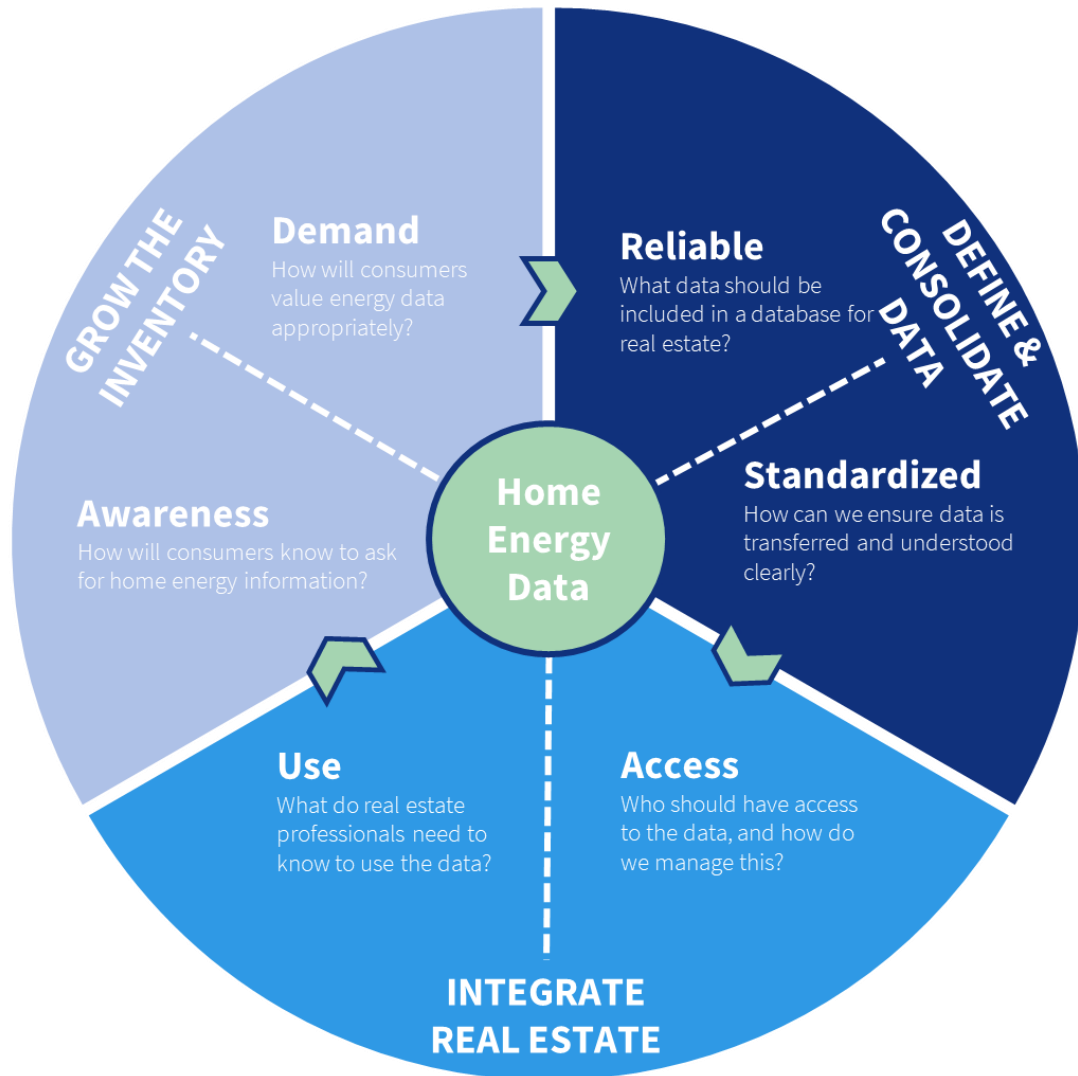 GROW THE
INVENTORY
Demand
How will consumers
value energy data
appropriately?
Awareness
How will consumers know to ask
for home energy information?
DEFINE &
CONSOLIDATE
DATA
Reliable
What data should be
included in a database for
real estate?
Standardized
How can we ensure data is
transferred and understood
clearly?
Home
Energy
Data
Use
What do real estate
professionals need to
know to use the data?
Access
Who should have access
to the data, and how do
we manage this?
INTEGRATE
REAL ESTATE